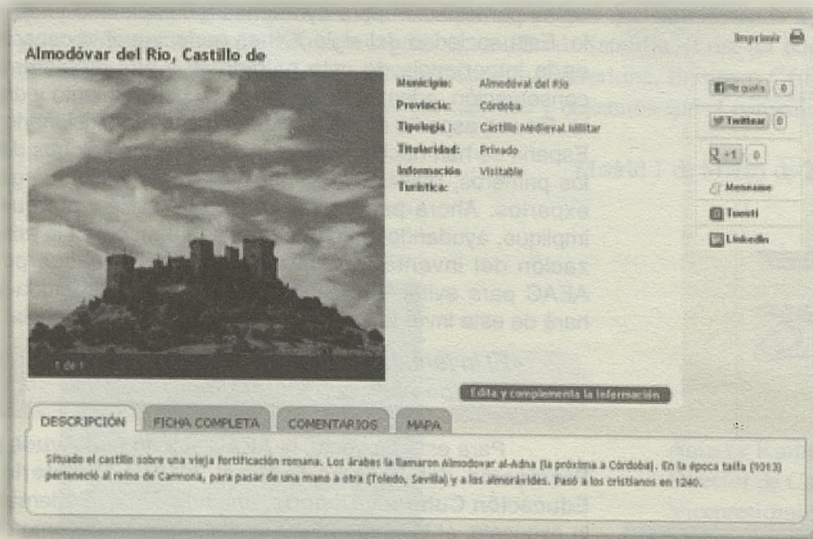 Imprimir
Almodóvar del Río, Castillo de
Municipio: Almodóval del Río
Provincia: Córdoba
Tipología: Castillo Medieval Militar
Titularidad: Privado
Información Turística: Visitable
Me gusta 0
Twittear 0
+1 0
Menéame
Tuenti
LinkedIn
1 de 1
Edita y complementa la información
DESCRIPCIÓN FICHA COMPLETA COMENTARIOS MAPA
Situado el castillo sobre una vieja fortificación romana. Los árabes la llamaron Almodovar al-Adna (la próxima a Córdoba). En la época taifa (1013)
perteneció al reino de Carmona, para pasar de una mano a otra (Toledo, Sevilla) y a los almorávides. Pasó a los cristianos en 1240.